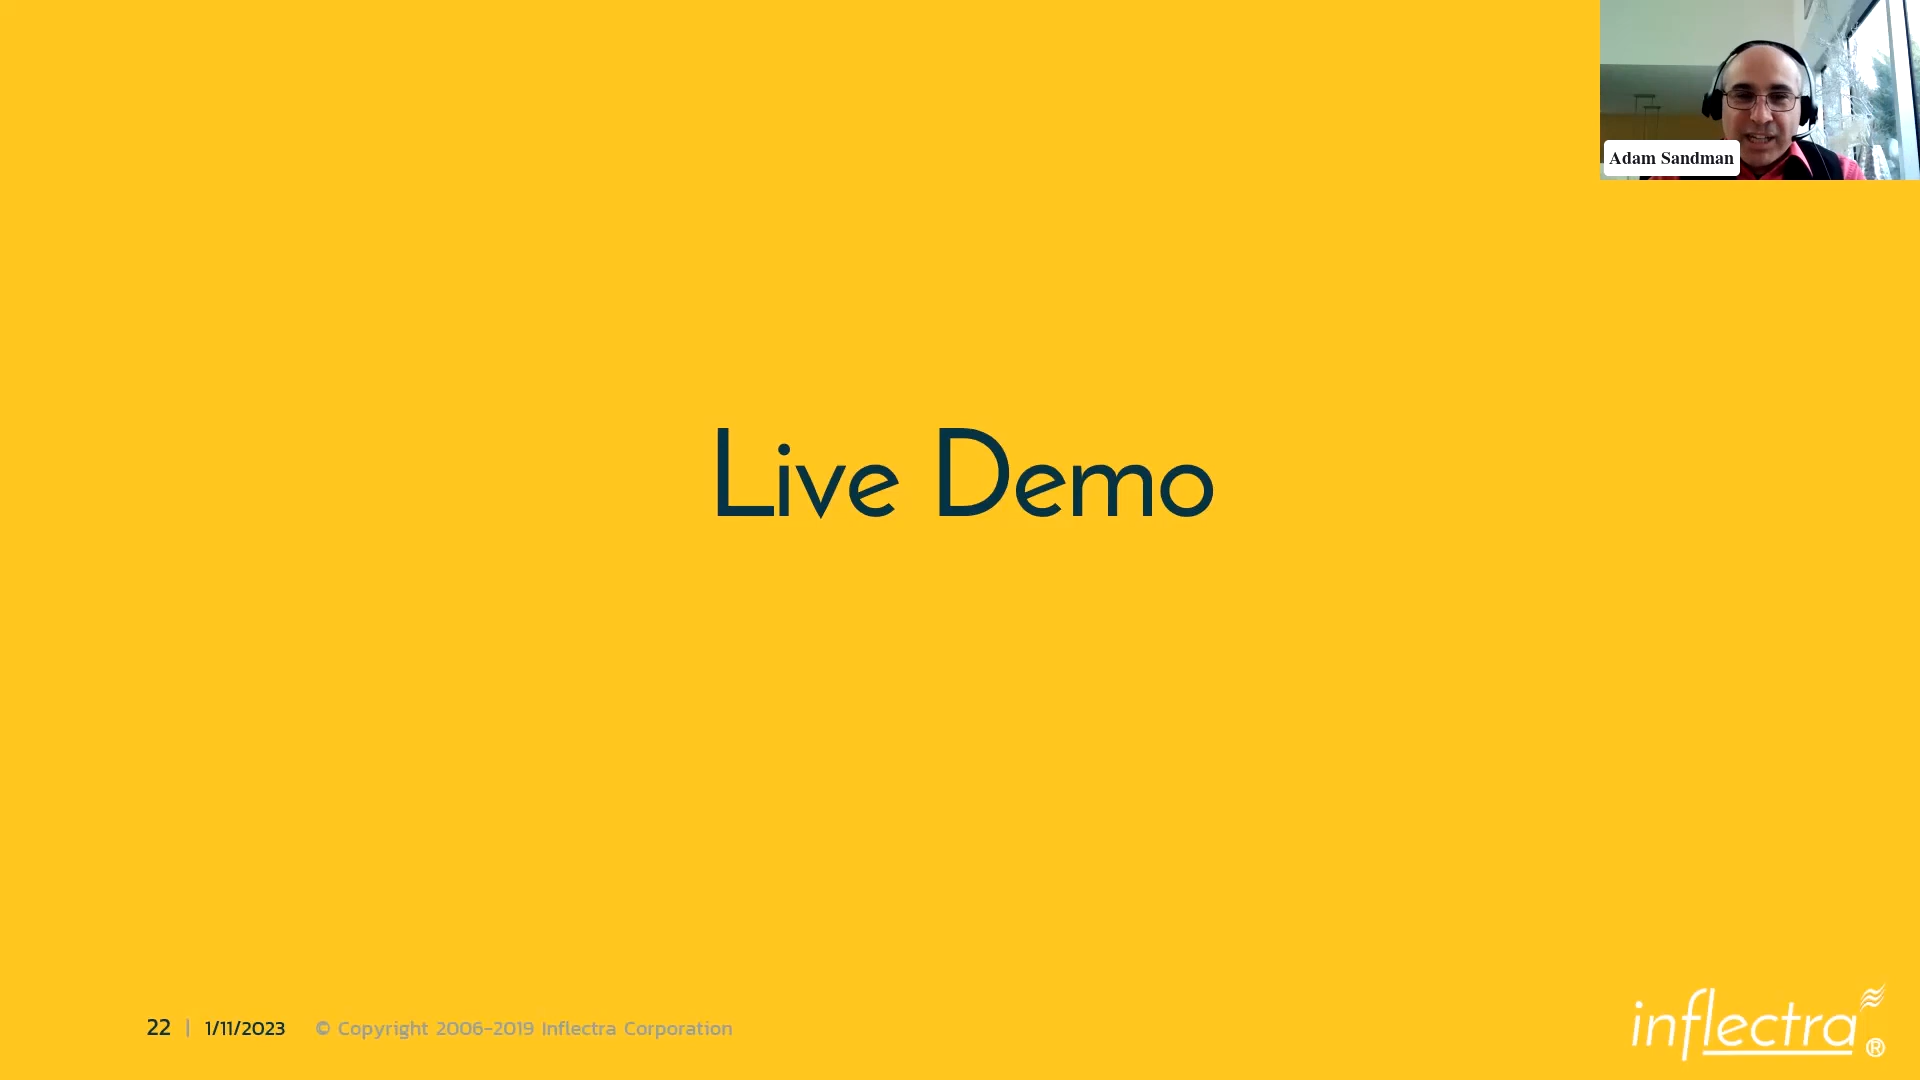 Adam Sandman
Live Demo
22 | 1/11/2023 © Copyright 2006-2019 Inflectra Corporation
inflectra®